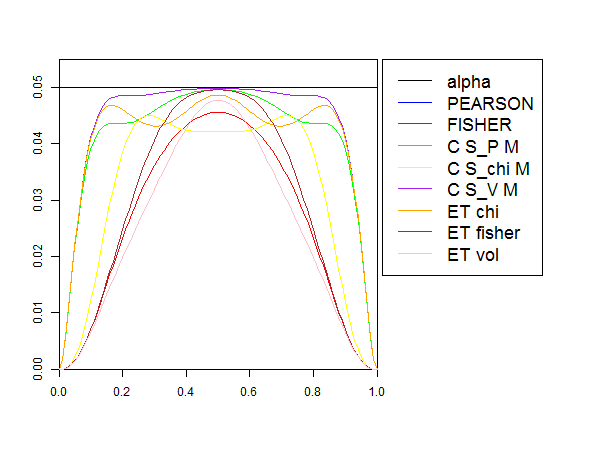 0.00 0.01 0.02 0.03 0.04 0.05
0.0 0.2 0.4 0.6 0.8 1.0
alpha
PEARSON
FISHER
C S_P M
C S_chi M
C S_V M
ET chi
ET fisher
ET vol